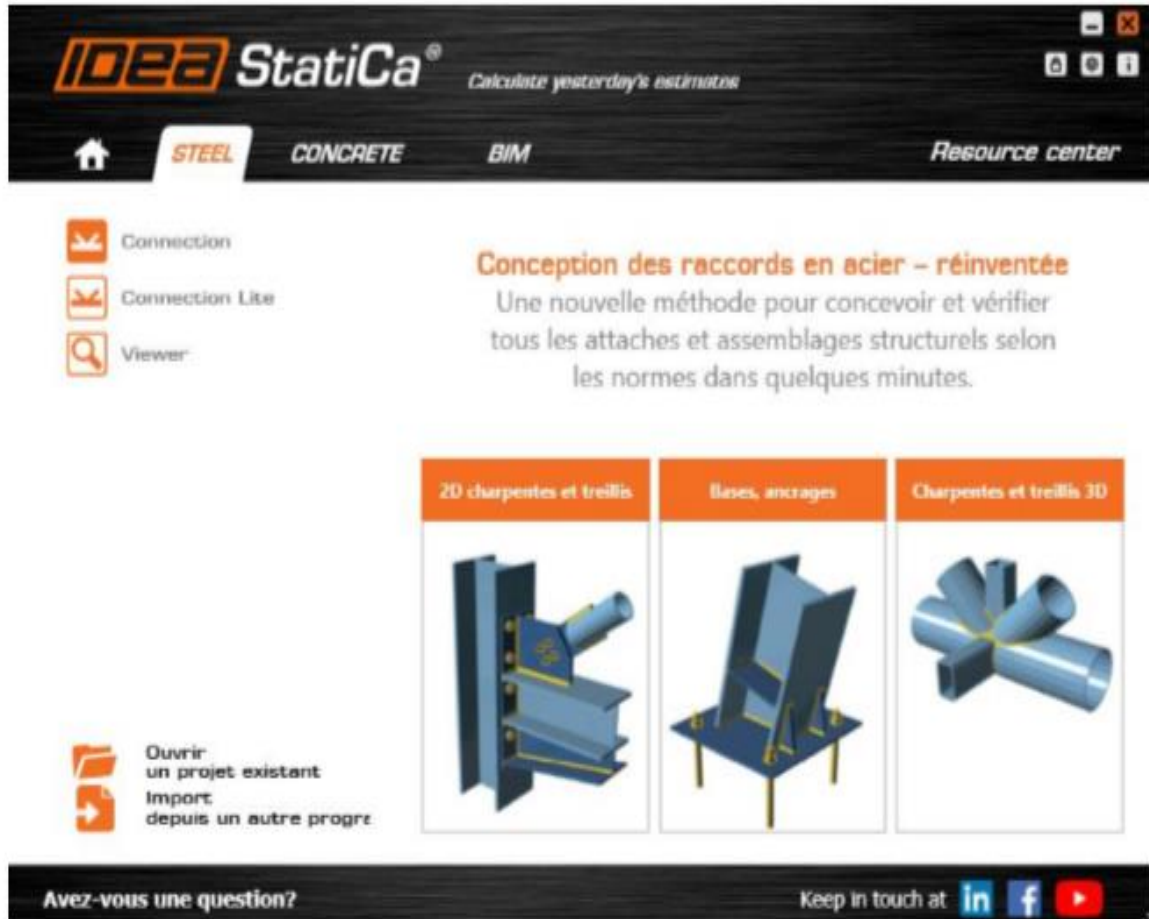 IDEA StatiCa®
Calculate yesterday's estimates
STEEL CONCRETE BIM Resource center
Connection
Connection Lite
Viewer
Conception des raccords en acier – réinventée
Une nouvelle méthode pour concevoir et vérifier
tous les attaches et assemblages structurels selon
les normes dans quelques minutes.
2D charpentes et treillis
Bases, ancrages
Charpentes et treillis 3D
Ouvrir
un projet existant
Import
depuis un autre progra
Avez-vous une question?
Keep in touch at in f